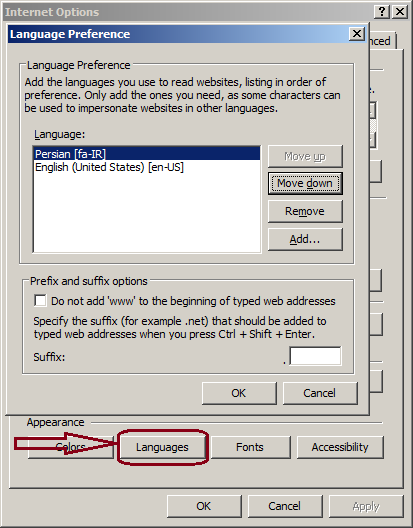 Internet Options
Language Preference
nced
Language Preference
Add the languages you use to read websites, listing in order of
preference. Only add the ones you need, as some characters can
be used to impersonate websites in other languages.
Language:
Persian [fa-IR]
English (United States) [en-US]
Move up
Move down
Remove
Add...
Prefix and suffix options
Do not add 'www' to the beginning of typed web addresses
Specify the suffix (for example .net) that should be added to
typed web addresses when you press Ctrl + Shift + Enter.
Suffix:
.
OK
Cancel
Appearance
Colors
Languages
Fonts
Accessibility
OK
Cancel
Apply